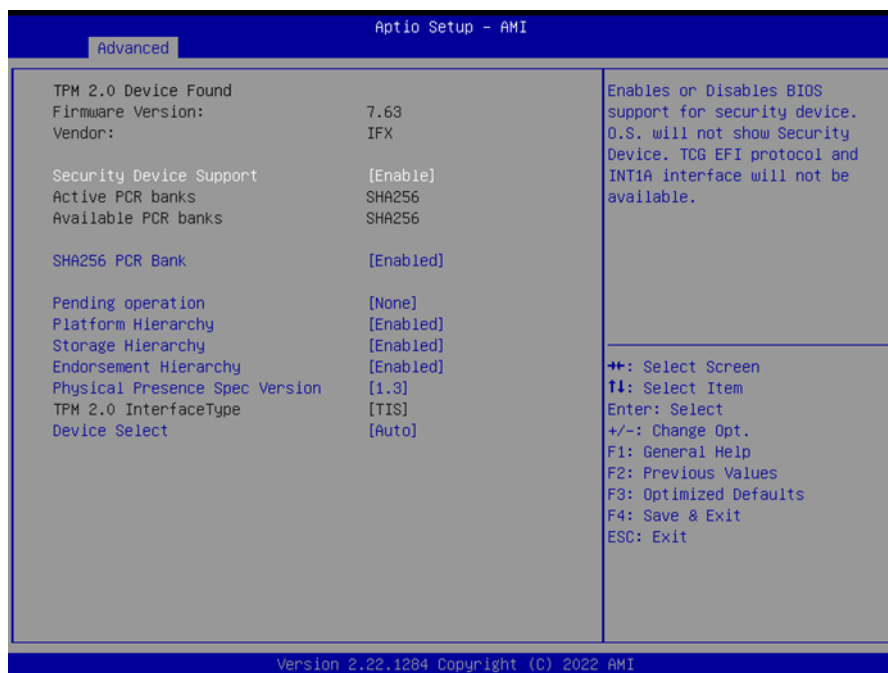 Aptio Setup – AMI
Advanced
TPM 2.0 Device Found
Firmware Version: 7.63
Vendor: IFX
Security Device Support [Enable]
Active PCR banks SHA256
Available PCR banks SHA256
SHA256 PCR Bank [Enabled]
Pending operation [None]
Platform Hierarchy [Enabled]
Storage Hierarchy [Enabled]
Endorsement Hierarchy [Enabled]
Physical Presence Spec Version [1.3]
TPM 2.0 InterfaceType [TIS]
Device Select [Auto]
Enables or Disables BIOS
support for security device.
O.S. will not show Security
Device. TCG EFI protocol and
INT1A interface will not be
available.
→←: Select Screen
↑↓: Select Item
Enter: Select
+/-: Change Opt.
F1: General Help
F2: Previous Values
F3: Optimized Defaults
F4: Save & Exit
ESC: Exit
Version 2.22.1284 Copyright (C) 2022 AMI